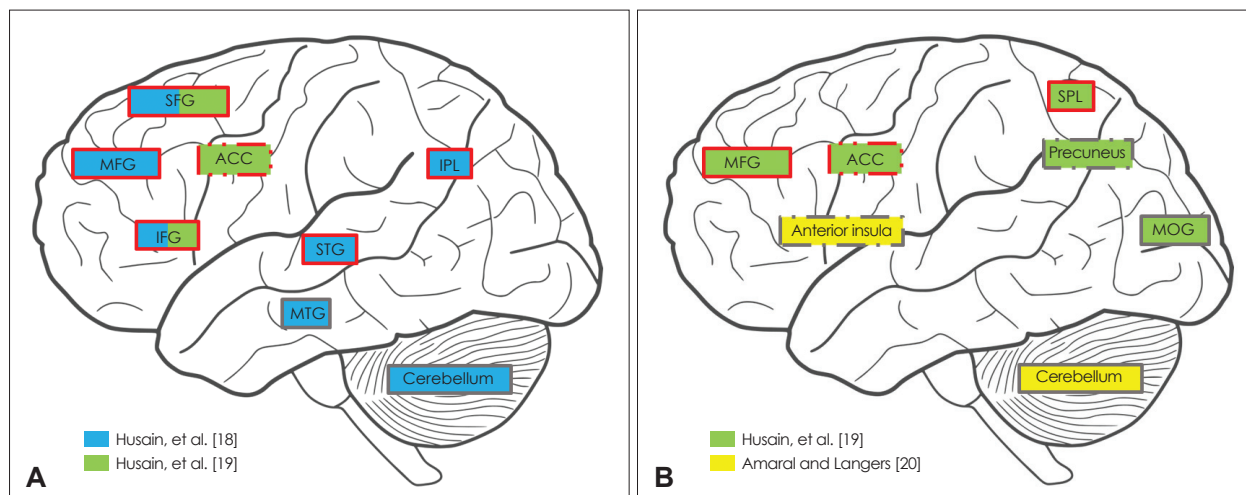 SFG
MFG
ACC
IPL
IFG
STG
MTG
Cerebellum
Husain, et al. [18]
Husain, et al. [19]
A
SPL
Precuneus
MFG
ACC
Anterior insula
MOG
Cerebellum
Husain, et al. [19]
Amaral and Langers [20]
B